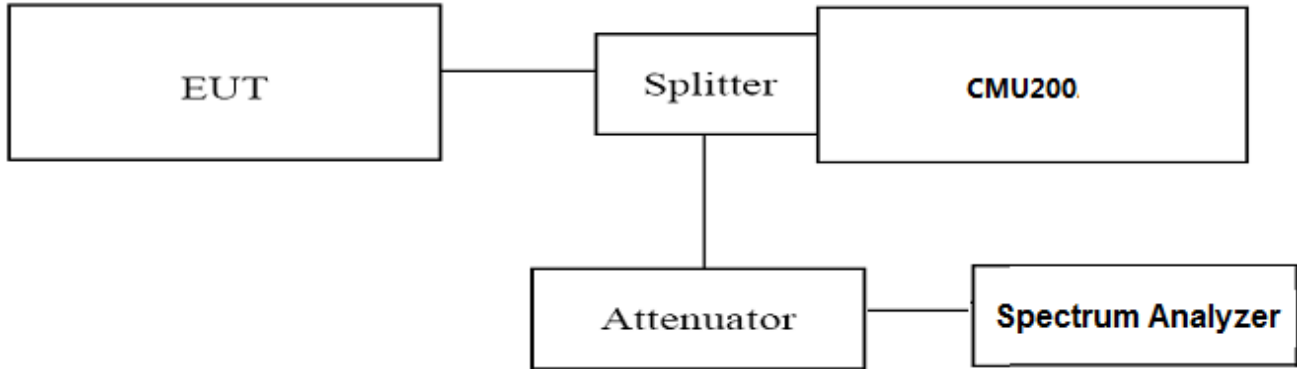 EUT
Splitter
CMU200.
Attenuator
Spectrum Analyzer